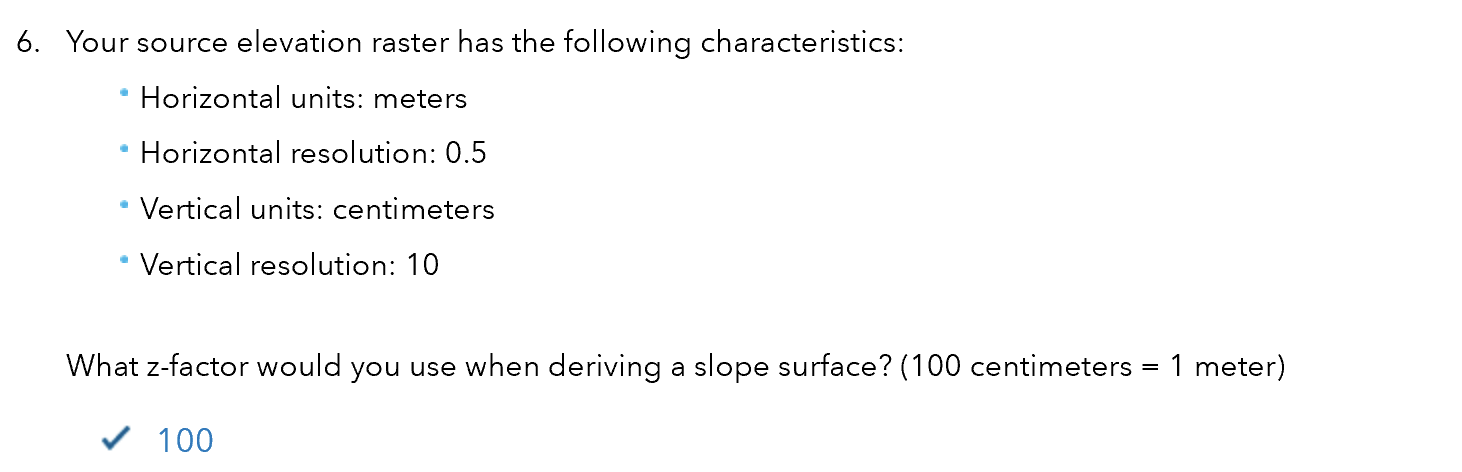 6. Your source elevation raster has the following characteristics:
• Horizontal units: meters
• Horizontal resolution: 0.5
• Vertical units: centimeters
• Vertical resolution: 10
What z-factor would you use when deriving a slope surface? (100 centimeters = 1 meter)
✓ 100